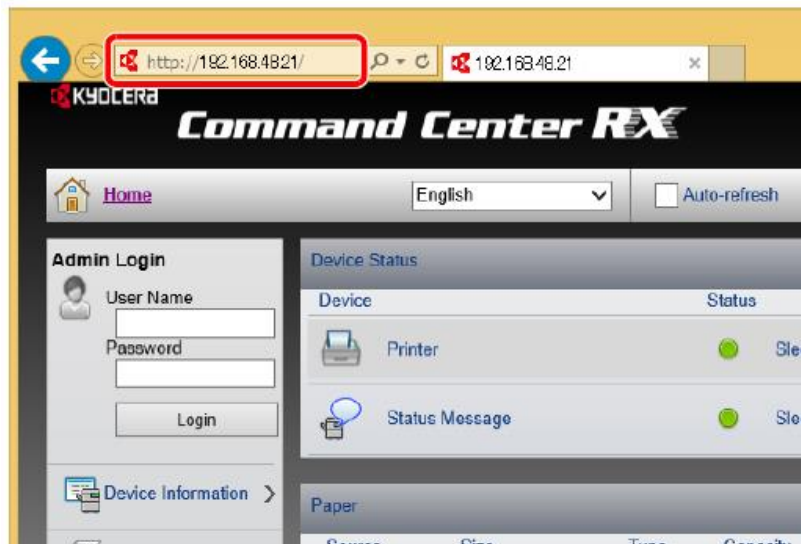 http://192.168.48.21/
192.168.48.21
KYOCERA
Command Center RX
Home
English
Auto-refresh
Admin Login
User Name
Password
Login
Device Information
Device Status
Device Status
Printer
Status Message
Paper